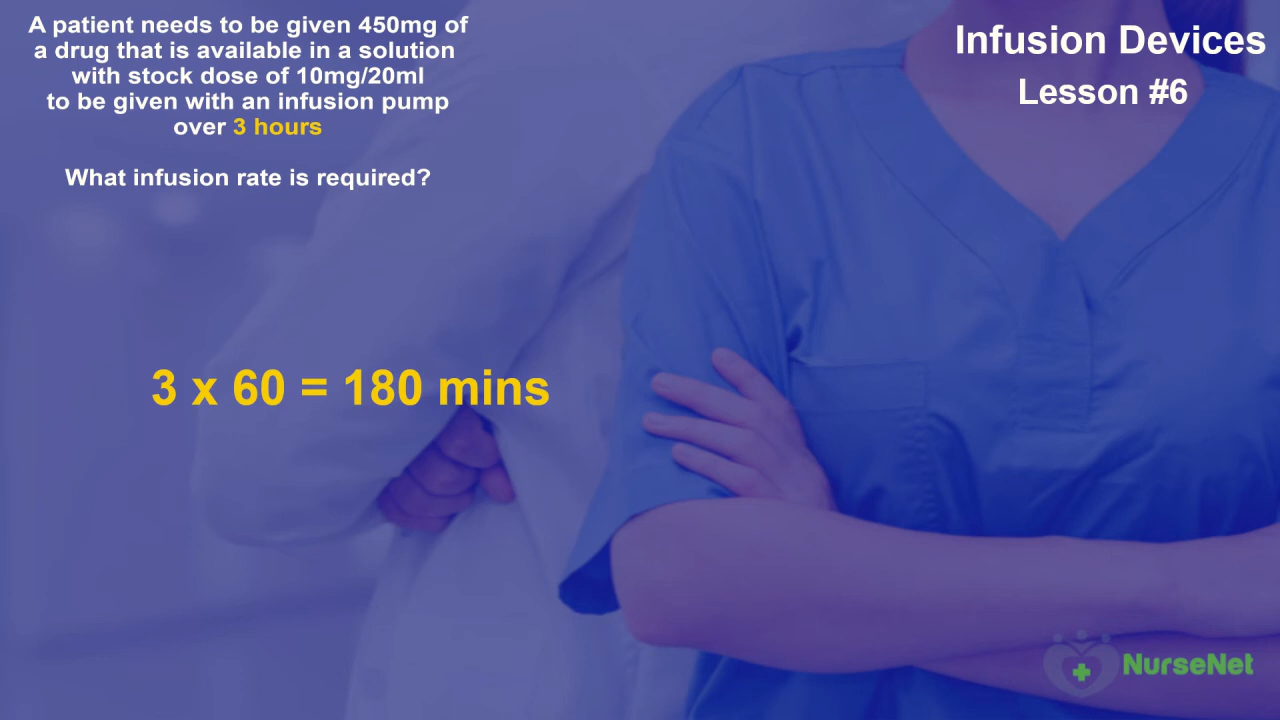 A patient needs to be given 450mg of
a drug that is available in a solution
with stock dose of 10mg/20ml
to be given with an infusion pump
over 3 hours
What infusion rate is required?
Infusion Devices
Lesson #6
3 x 60 = 180 mins
NurseNet